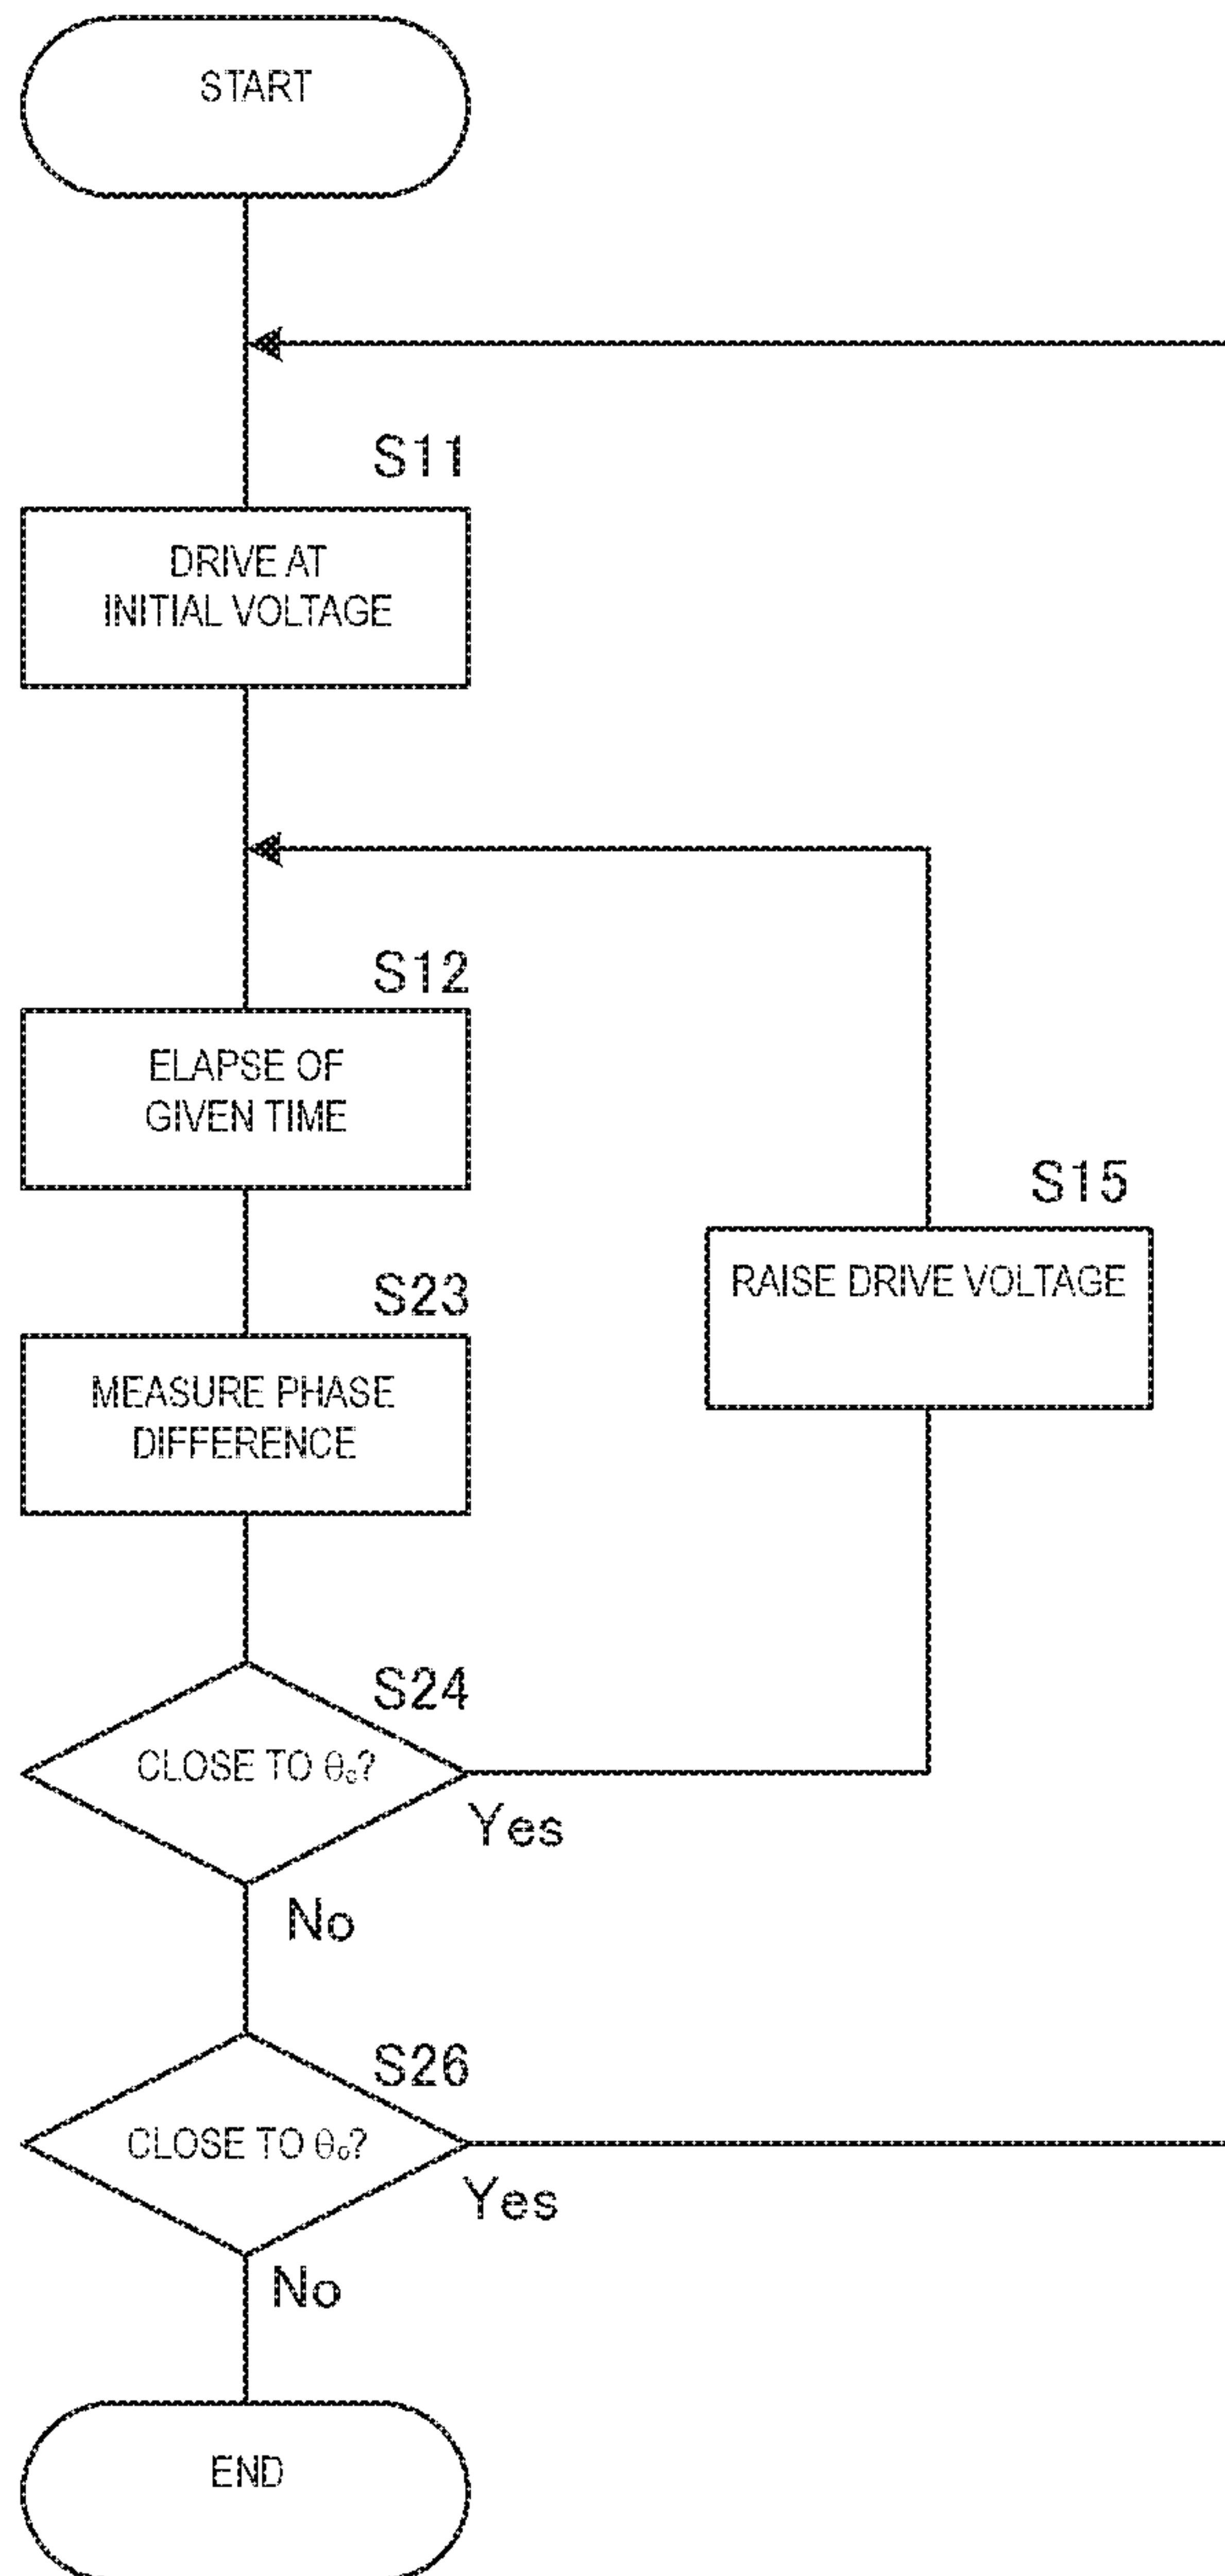 START
S11
DRIVE AT
INITIAL VOLTAGE
S12
ELAPSE OF
GIVEN TIME
S15
RAISE DRIVE VOLTAGE
S23
MEASURE PHASE
DIFFERENCE
S24
CLOSE TO θc?
Yes
No
S26
CLOSE TO θ₀?
Yes
No
END